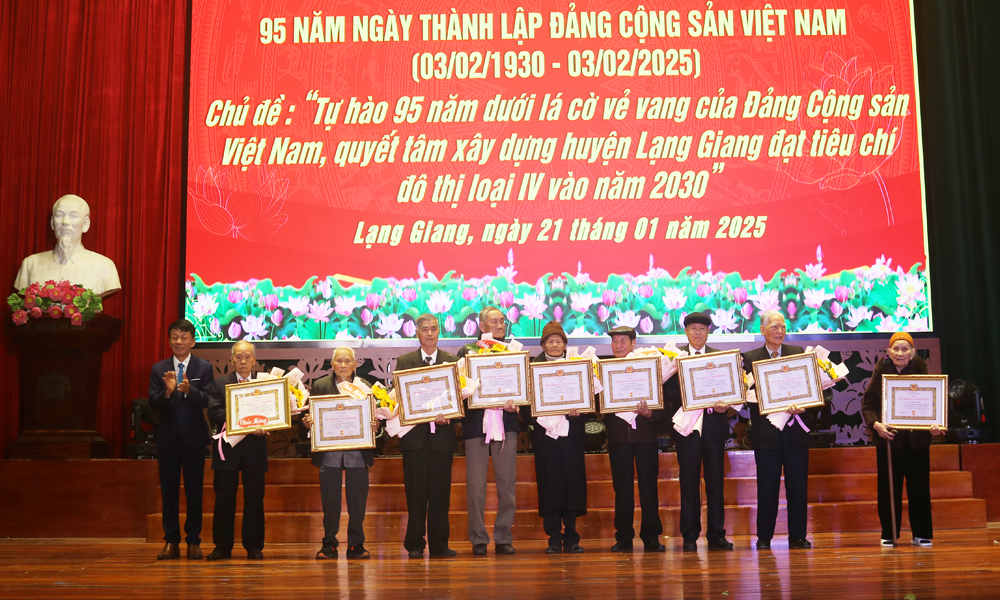 95 NĂM NGÀY THÀNH LẬP ĐẢNG CỘNG SẢN VIỆT NAM
(03/02/1930 - 03/02/2025)
Chủ đề : “Tự hào 95 năm dưới lá cờ vẻ vang của Đảng Cộng sản
Việt Nam, quyết tâm xây dựng huyện Lạng Giang đạt tiêu chí
đô thị loại IV vào năm 2030”
Lạng Giang, ngày 21 tháng 01 năm 2025